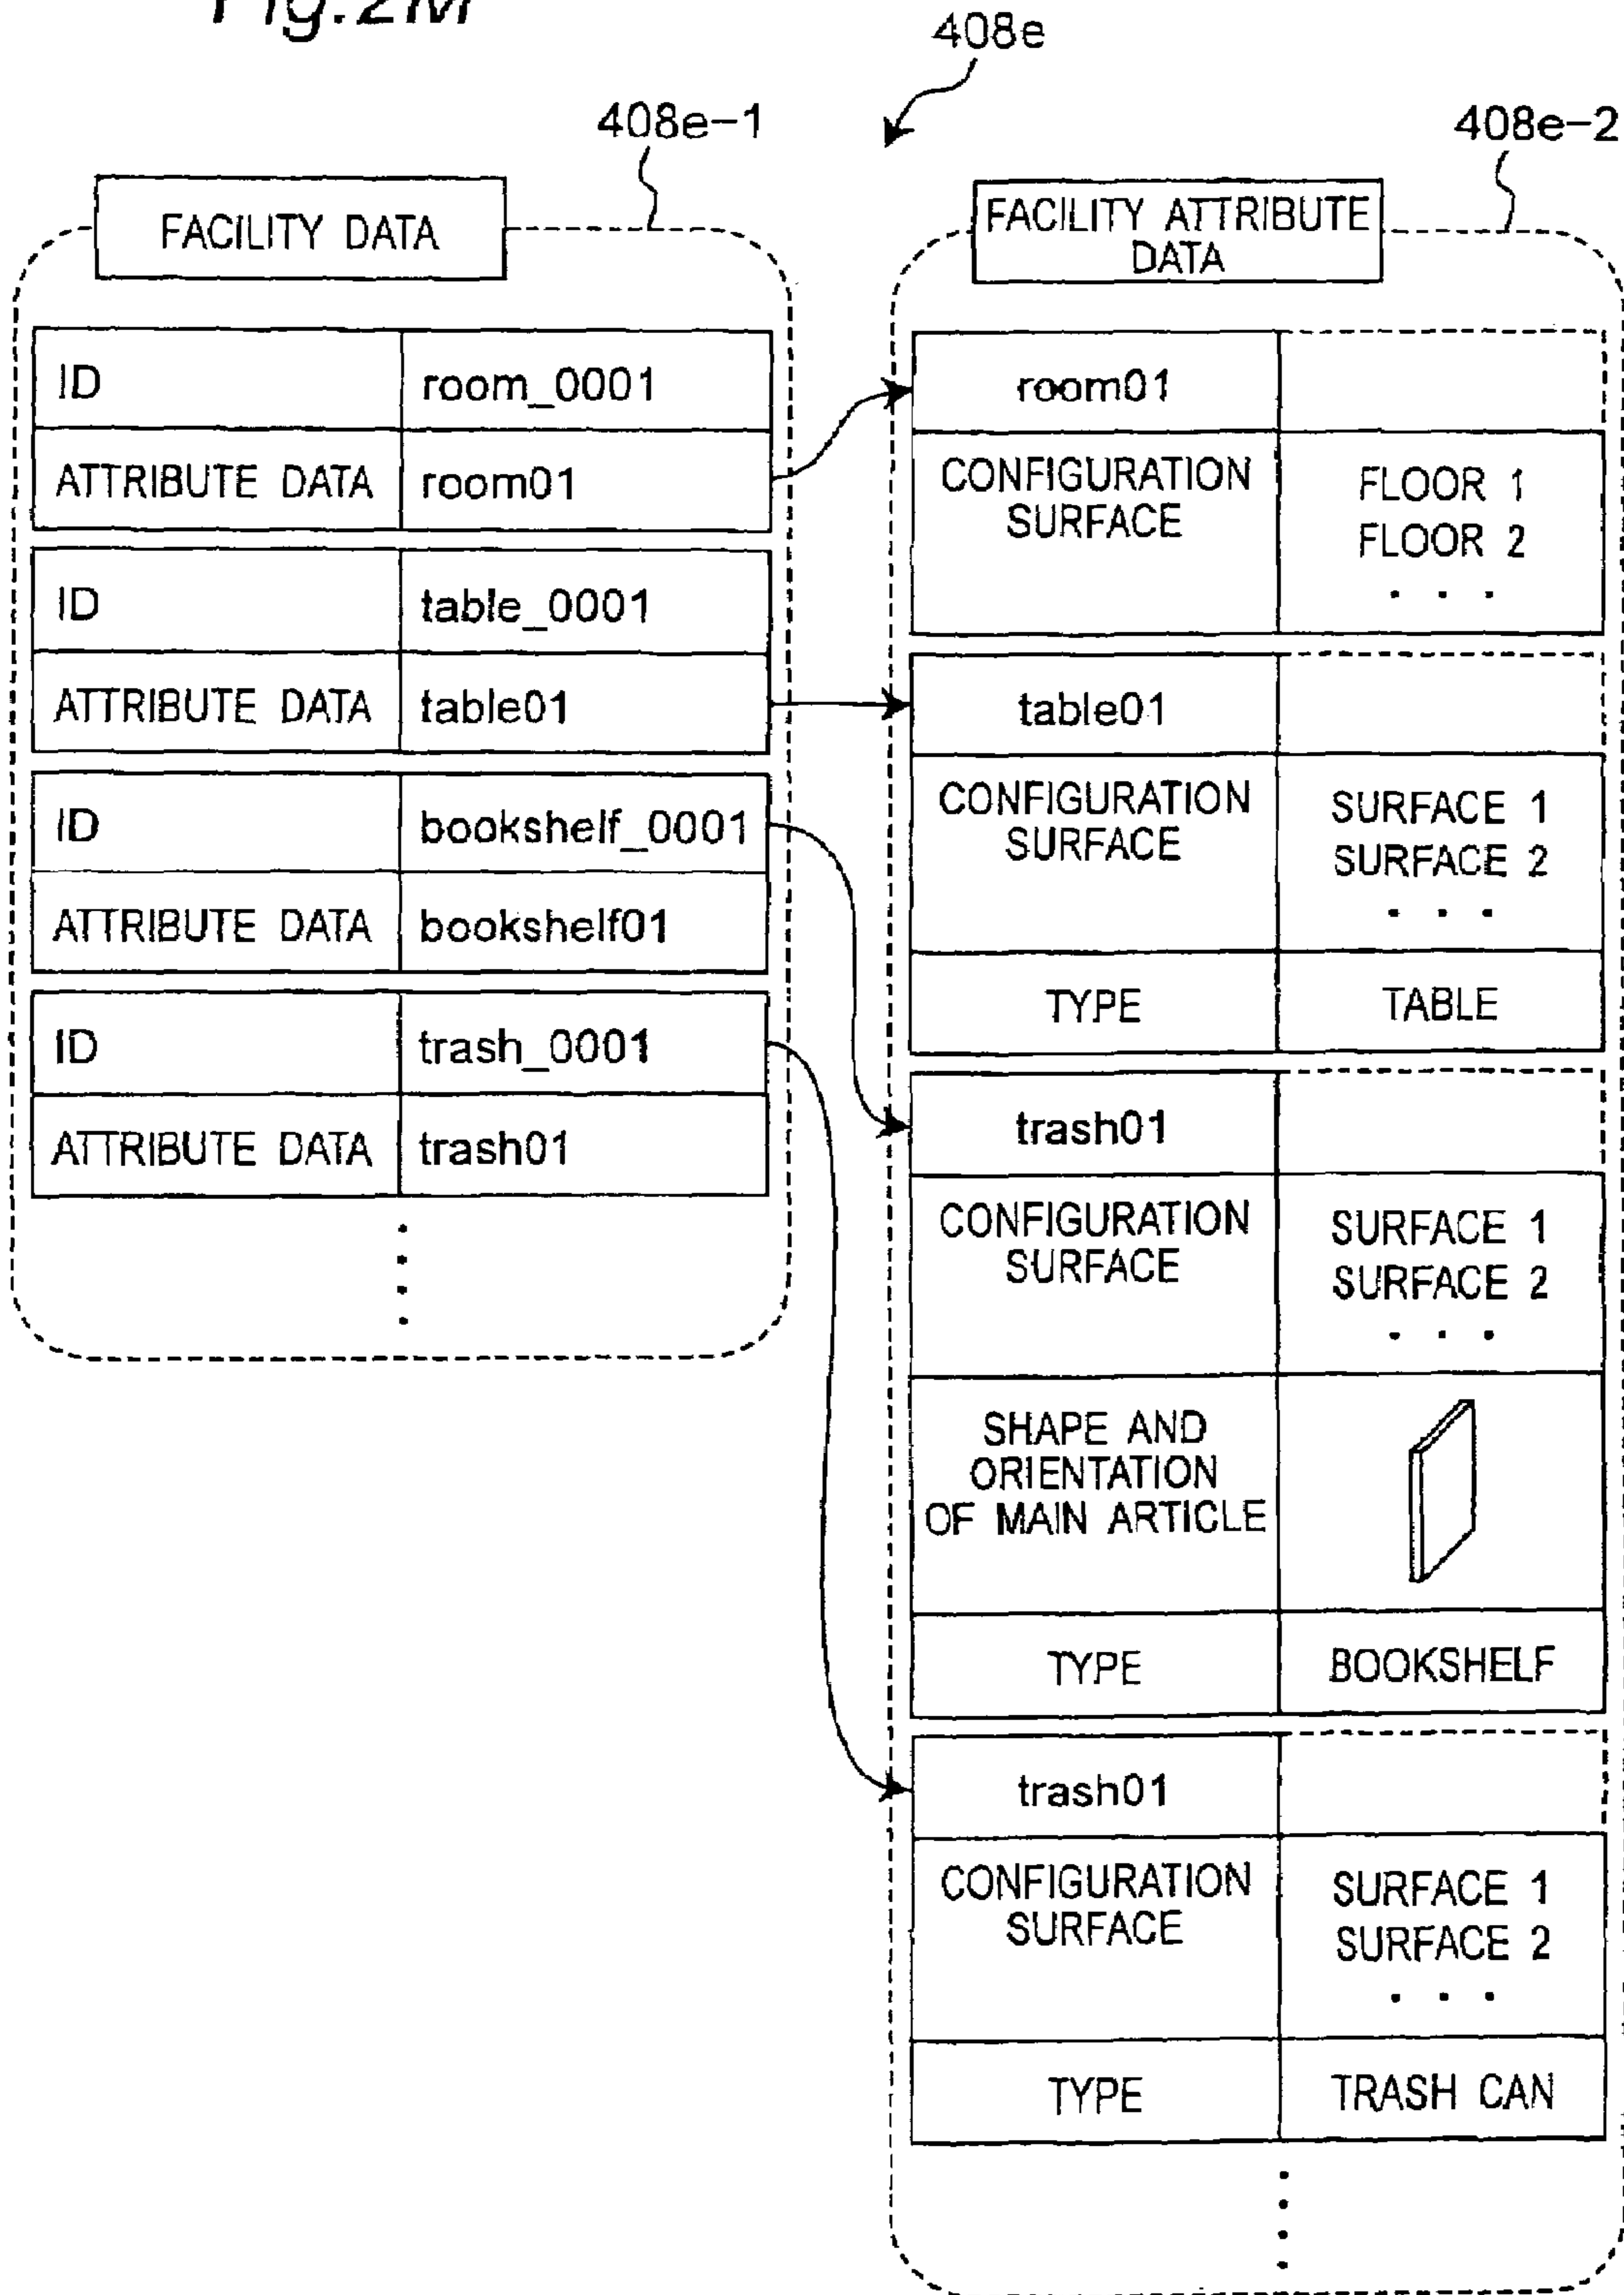 Fig.2M
408e
408e-1
408e-2
FACILITY DATA
ID room_0001
ATTRIBUTE DATA room01
ID table_0001
ATTRIBUTE DATA table01
ID bookshelf_0001
ATTRIBUTE DATA bookshelf01
ID trash_0001
ATTRIBUTE DATA trash01
FACILITY ATTRIBUTE
DATA
room01
CONFIGURATION
SURFACE
FLOOR 1
FLOOR 2
. . .
table01
CONFIGURATION
SURFACE
SURFACE 1
SURFACE 2
. . .
TYPE TABLE
trash01
CONFIGURATION
SURFACE
SURFACE 1
SURFACE 2
. . .
SHAPE AND
ORIENTATION
OF MAIN ARTICLE
TYPE BOOKSHELF
trash01
CONFIGURATION
SURFACE
SURFACE 1
SURFACE 2
. . .
TYPE TRASH CAN